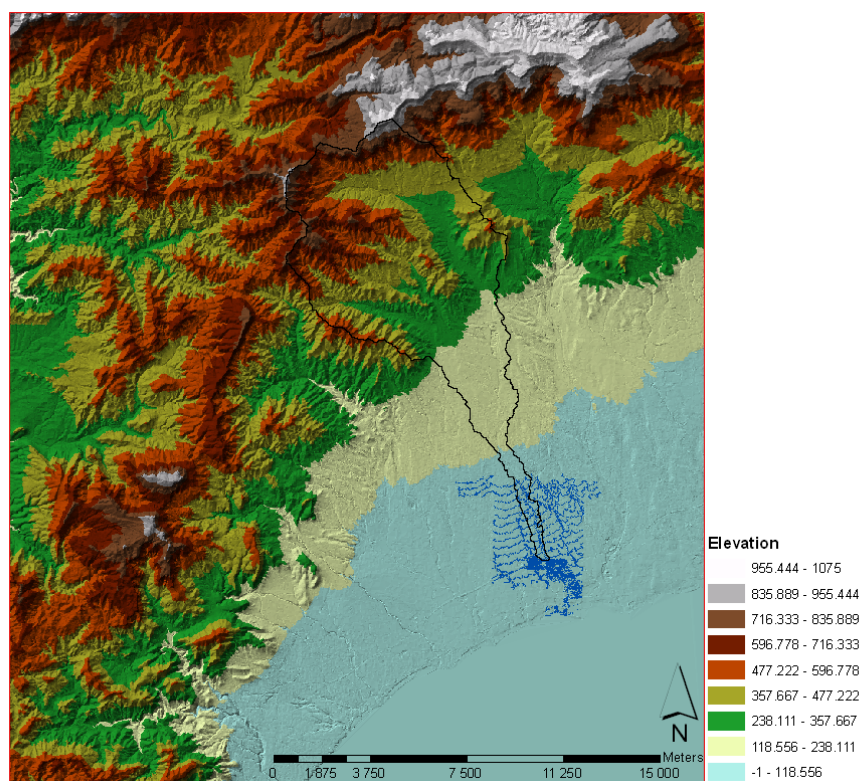 Elevation
955.444 - 1075
835.889 - 955.444
716.333 - 835.889
596.778 - 716.333
477.222 - 596.778
357.667 - 477.222
238.111 - 357.667
118.556 - 238.111
-1 - 118.556
N
Meters
0 1 875 3 750 7 500 11 250 15 000